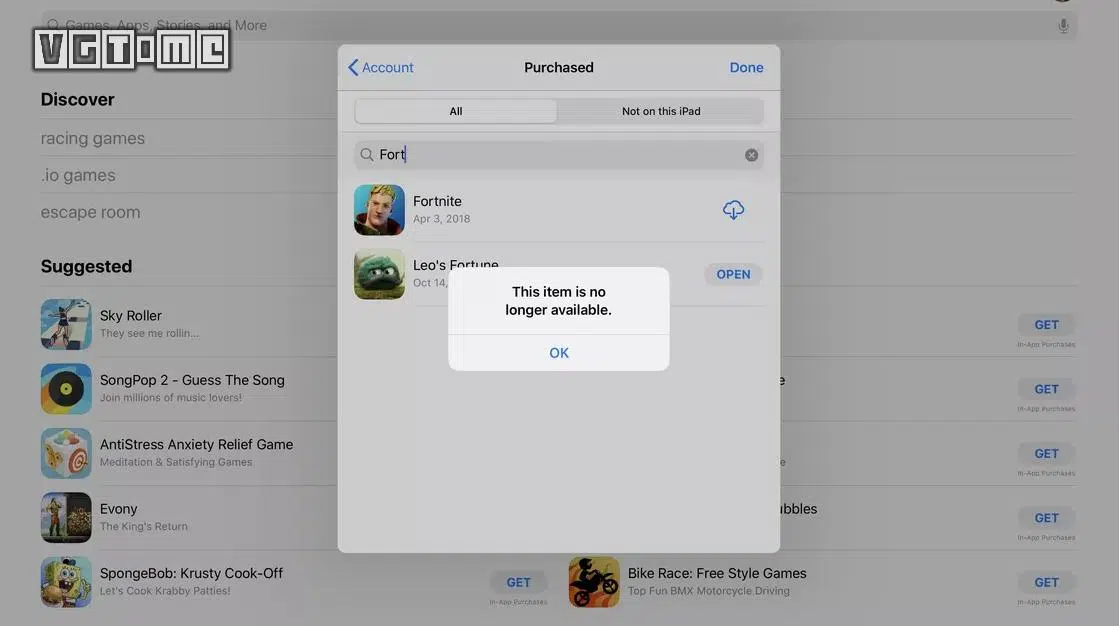 Games, Apps, Stories, and More
VGTIME
Discover
racing games
.io games
escape room
Suggested
Sky Roller
They see me rollin...
SongPop 2 - Guess The Song
Join millions of music lovers!
AntiStress Anxiety Relief Game
Meditation & Satisfying Games
Evony
The King's Return
SpongeBob: Krusty Cook-Off
Let's Cook Krabby Patties!
GET
In-App Purchases
Account
Purchased
Done
All
Not on this iPad
Fort
Fortnite
Apr 3, 2018
Leo's Fortune
Oct 14,
OPEN
This item is no
longer available.
OK
GET
In-App Purchases
GET
In-App Purchases
GET
In-App Purchases
GET
In-App Purchases
Bike Race: Free Style Games
Top Fun BMX Motorcycle Driving
GET
In-App Purchases